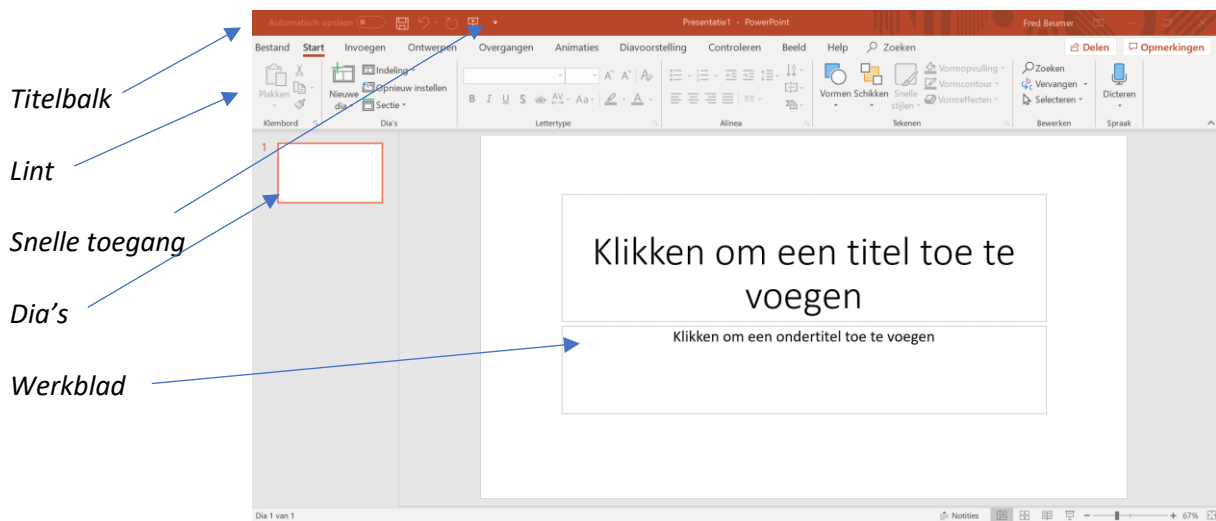 Automatisch opslaan
Presentatie1 - PowerPoint
Fred Beumer
Bestand Start Invoegen Ontwerpen Overgangen Animaties Diavoorstelling Controleren Beeld Help Zoeken Delen Opmerkingen
Plakken
Nieuwe dia
Indeling
Opnieuw instellen
Sectie
B I U S ab AV Aa A
A A A
Vormen Schikken Snelle stijlen
Vormopvulling
Vormcontour
Vormeffecten
Zoeken
Vervangen
Selecteren
Dicteren
Klembord Dia's Lettertype Alinea Tekenen Bewerken Spraak
Titelbalk
Lint
Snelle toegang
Dia’s
Werkblad
1
Klikken om een titel toe te
voegen
Klikken om een ondertitel toe te voegen
Dia 1 van 1
Notities
67%